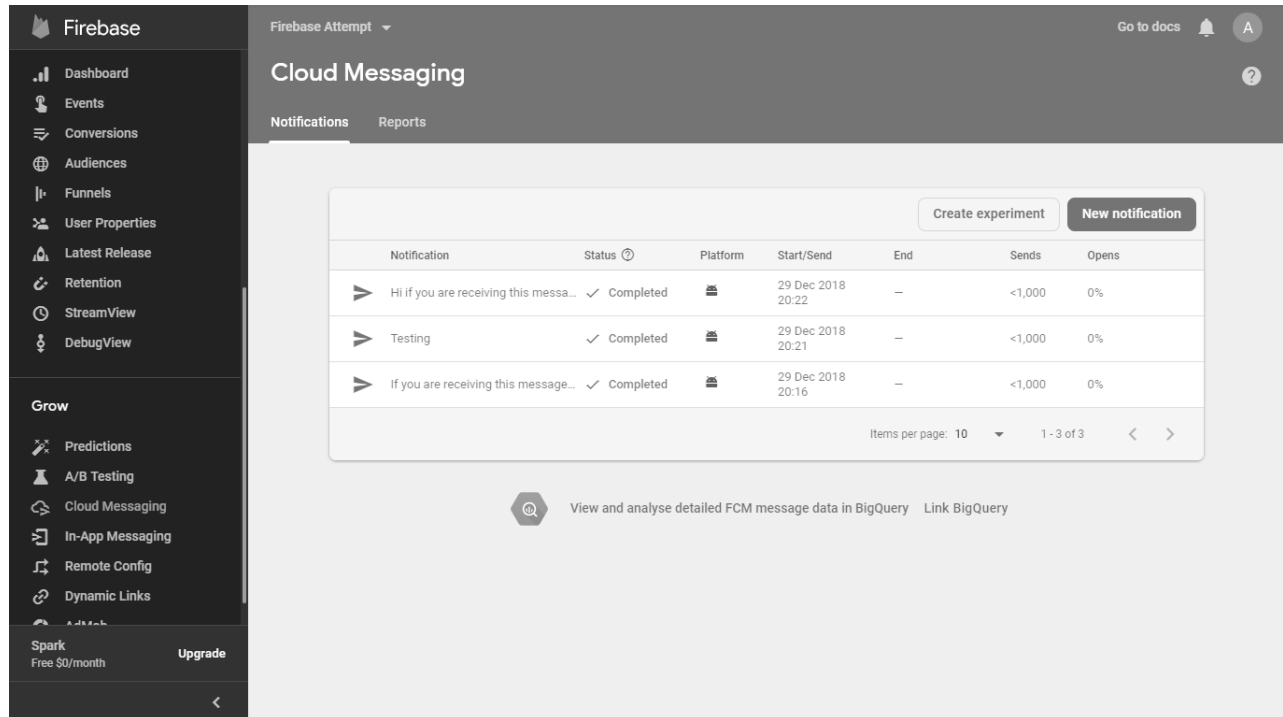 Firebase
Dashboard
Events
Conversions
Audiences
Funnels
User Properties
Latest Release
Retention
StreamView
DebugView
Grow
Predictions
A/B Testing
Cloud Messaging
In-App Messaging
Remote Config
Dynamic Links
AdMob
Spark
Free $0/month
Upgrade
Firebase Attempt
Go to docs
A
Cloud Messaging
Notifications Reports
Create experiment New notification
Notification Status Platform Start/Send End Sends Opens
Hi if you are receiving this messa... Completed 29 Dec 2018 20:22 – <1,000 0%
Testing Completed 29 Dec 2018 20:21 – <1,000 0%
If you are receiving this message... Completed 29 Dec 2018 20:16 – <1,000 0%
Items per page: 10 1 - 3 of 3
View and analyse detailed FCM message data in BigQuery Link BigQuery